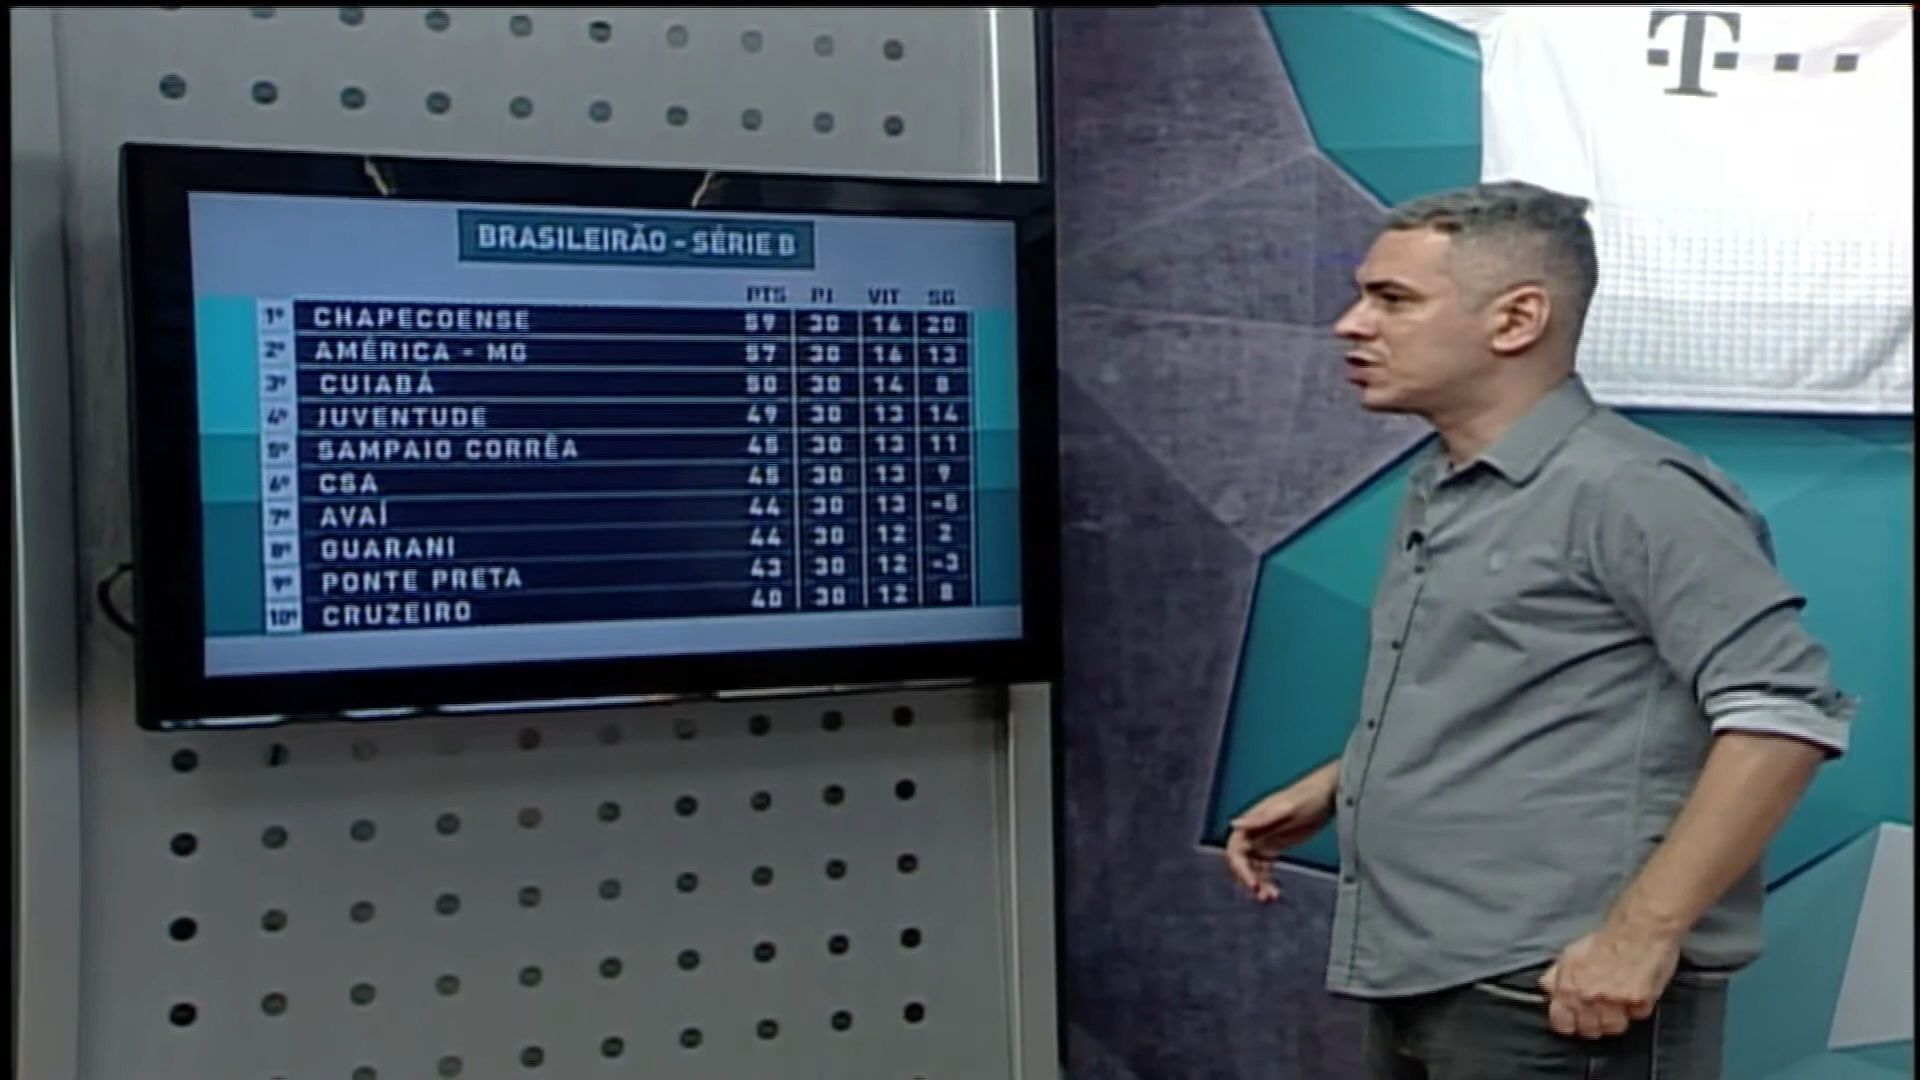 T
BRASILEIRÃO - SÉRIE B
PTS PJ VIT SG
1º CHAPECOENSE 59 30 16 20
2º AMÉRICA - MG 57 30 16 13
3º CUIABÁ 50 30 14 8
4º JUVENTUDE 49 30 13 14
5º SAMPAIO CORRÊA 45 30 13 11
6º CSA 45 30 13 9
7º AVAÍ 44 30 13 -5
8º GUARANI 44 30 12 2
9º PONTE PRETA 43 30 12 -3
10º CRUZEIRO 40 30 12 8